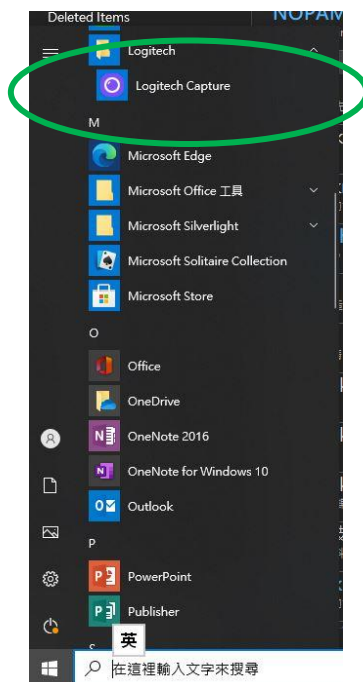 Deleted Items
NOPAM
Logitech
Logitech Capture
M
Microsoft Edge
Microsoft Office 工具
Microsoft Silverlight
Microsoft Solitaire Collection
Microsoft Store
O
Office
OneDrive
OneNote 2016
OneNote for Windows 10
Outlook
P
PowerPoint
Publisher
英
在這裡輸入文字來搜尋